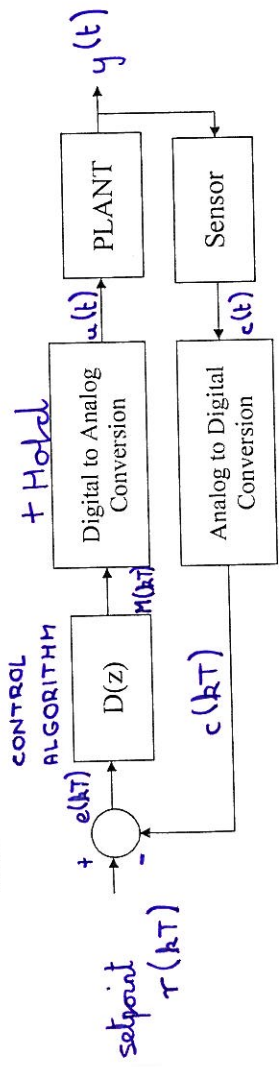 setpoint
r(kT)
+
-
e(kT)
CONTROL
ALGORITHM
D(z)
M(kT)
+ Hold
Digital to Analog
Conversion
u(t)
PLANT
y(t)
Sensor
c(t)
Analog to Digital
Conversion
c(kT)